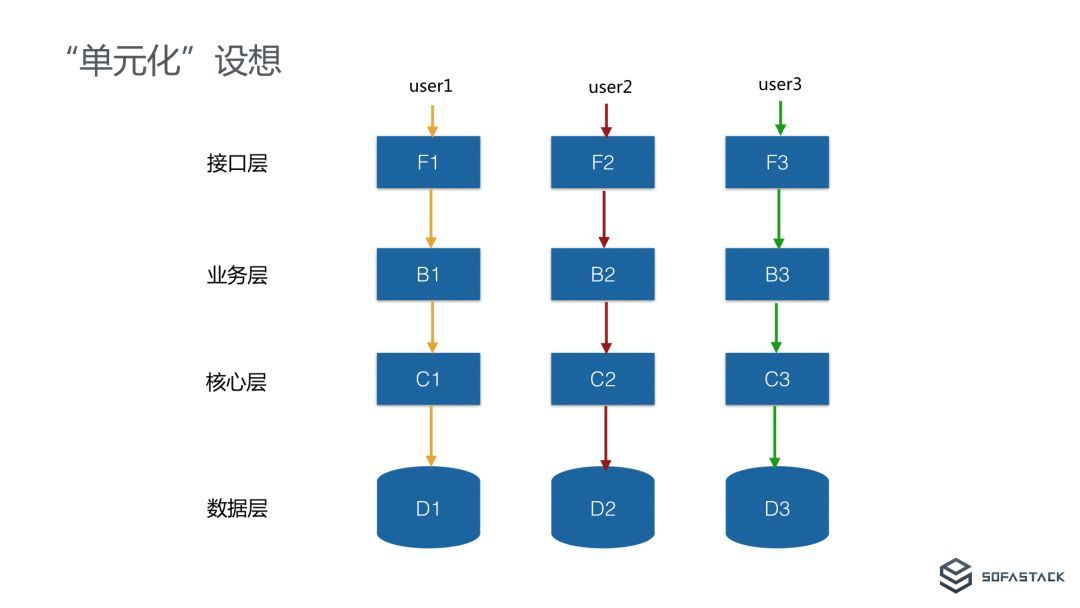 “单元化”设想
user1 user2 user3
接口层 F1 F2 F3
业务层 B1 B2 B3
核心层 C1 C2 C3
数据层 D1 D2 D3
SOFASTACK